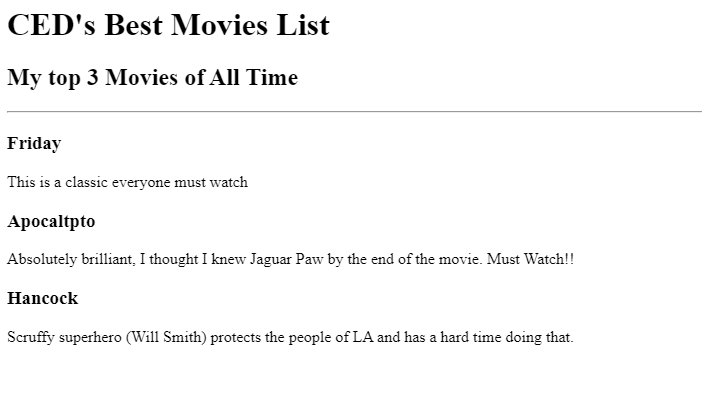 CED's Best Movies List
My top 3 Movies of All Time
Friday
This is a classic everyone must watch
Apocaltpto
Absolutely brilliant, I thought I knew Jaguar Paw by the end of the movie. Must Watch!!
Hancock
Scruffy superhero (Will Smith) protects the people of LA and has a hard time doing that.